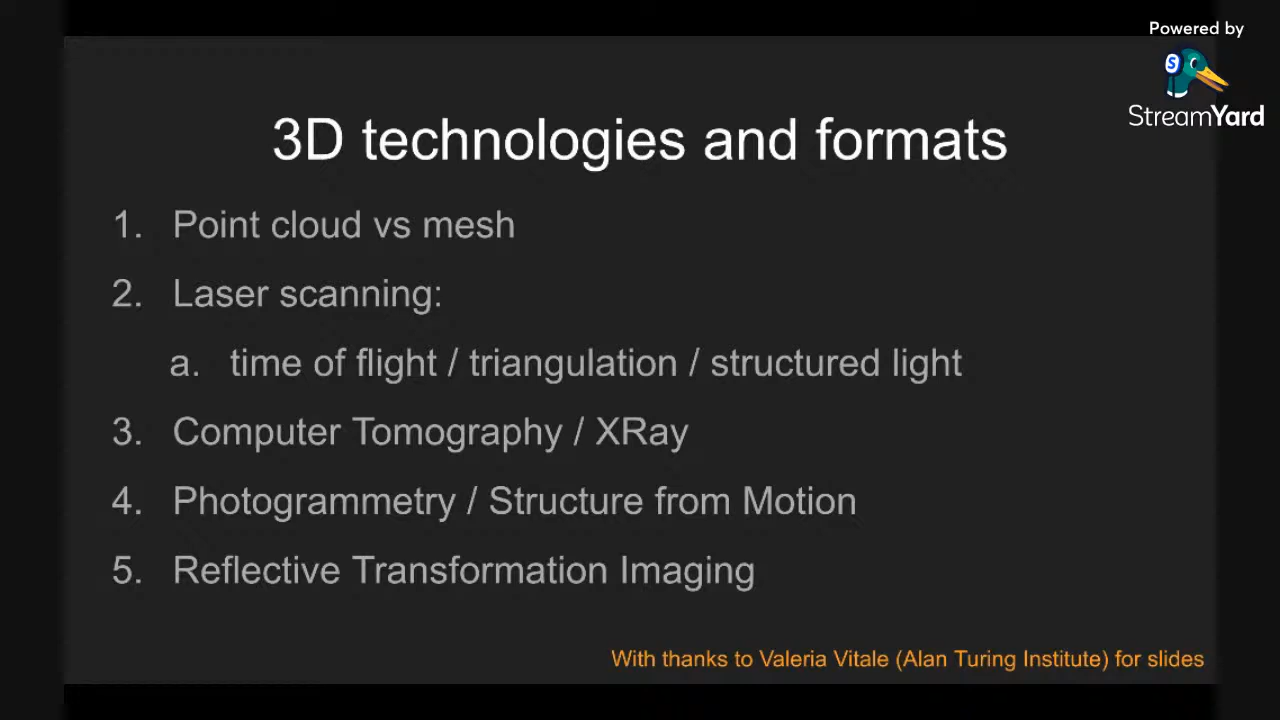 Powered by
S
StreamYard
3D technologies and formats
1. Point cloud vs mesh
2. Laser scanning:
a. time of flight / triangulation / structured light
3. Computer Tomography / XRay
4. Photogrammetry / Structure from Motion
5. Reflective Transformation Imaging
With thanks to Valeria Vitale (Alan Turing Institute) for slides